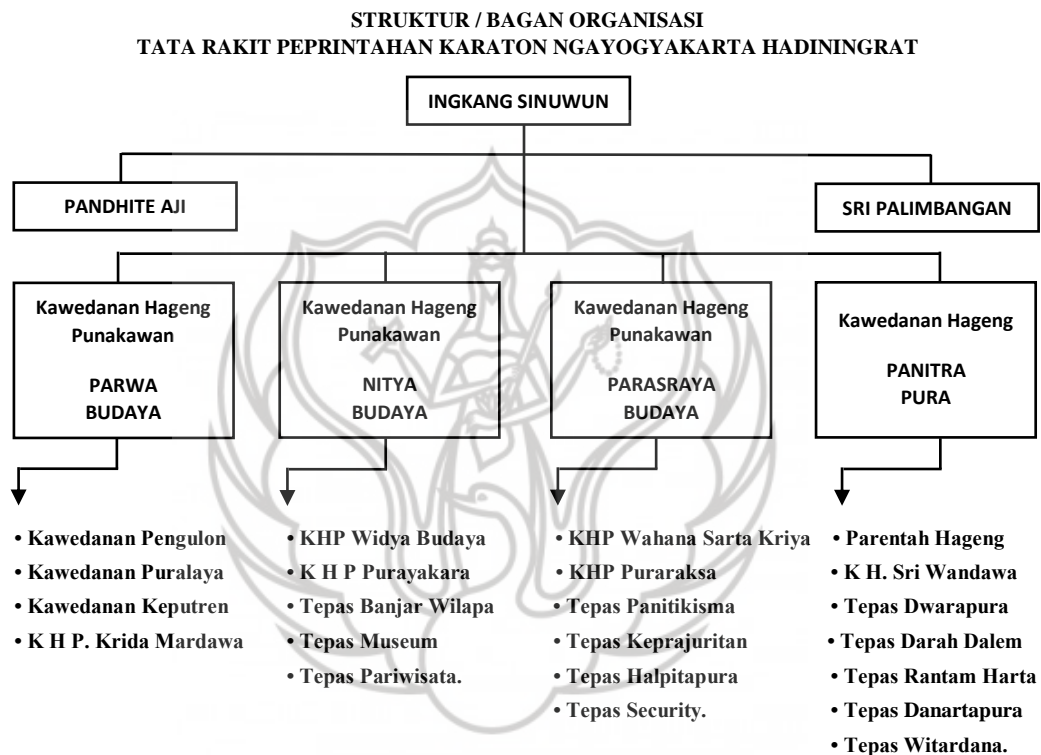 STRUKTUR / BAGAN ORGANISASI
TATA RAKIT PEPRINTAHAN KARATON NGAYOGYAKARTA HADININGRAT
INGKANG SINUWUN
PANDHITE AJI
SRI PALIMBANGAN
Kawedanan Hageng
Punakawan
PARWA
BUDAYA
Kawedanan Hageng
Punakawan
NITYA
BUDAYA
Kawedanan Hageng
Punakawan
PARASRAYA
BUDAYA
Kawedanan Hageng
PANITRA
PURA
• Kawedanan Pengulon
• Kawedanan Puralaya
• Kawedanan Keputren
• K H P. Krida Mardawa
• KHP Widya Budaya
• K H P Purayakara
• Tepas Banjar Wilapa
• Tepas Museum
• Tepas Pariwisata.
• KHP Wahana Sarta Kriya
• KHP Puraraksa
• Tepas Panitikisma
• Tepas Keprajuritan
• Tepas Halpitapura
• Tepas Security.
• Parentah Hageng
• K H. Sri Wandawa
• Tepas Dwarapura
• Tepas Darah Dalem
• Tepas Rantam Harta
• Tepas Danartapura
• Tepas Witardana.